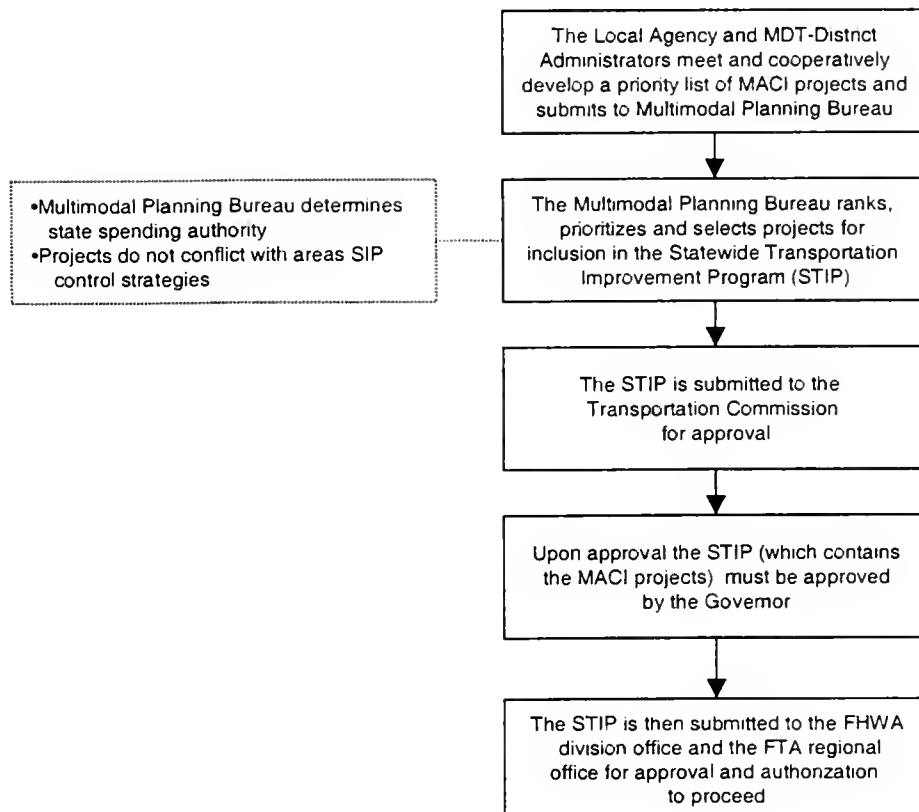 The Local Agency and MDT-District
Administrators meet and cooperatively
develop a priority list of MACI projects and
submits to Multimodal Planning Bureau
•Multimodal Planning Bureau determines
state spending authority
•Projects do not conflict with areas SIP
control strategies
The Multimodal Planning Bureau ranks,
prioritizes and selects projects for
inclusion in the Statewide Transportation
Improvement Program (STIP)
The STIP is submitted to the
Transportation Commission
for approval
Upon approval the STIP (which contains
the MACI projects) must be approved
by the Governor
The STIP is then submitted to the FHWA
division office and the FTA regional
office for approval and authorization
to proceed